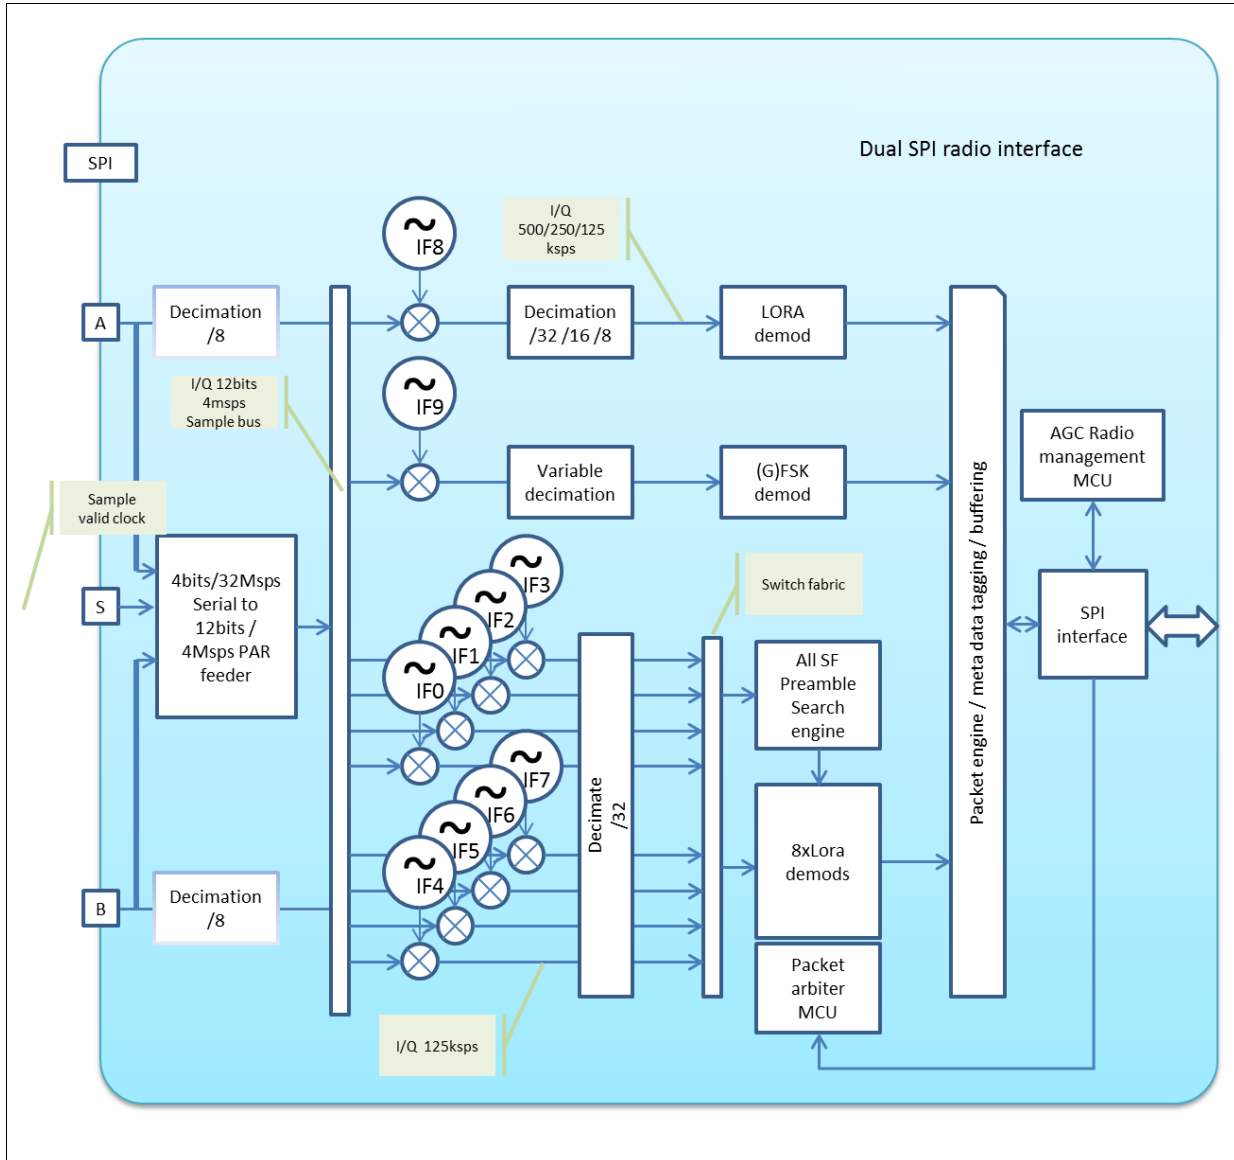 Dual SPI radio interface
SPI
~
IF8
I/Q
500/250/125
ksps
A
Decimation
/8
Decimation
/32 /16 /8
LORA
demod
~
IF9
I/Q 12bits
4msps
Sample bus
AGC Radio
management
MCU
Variable
decimation
(G)FSK
demod
Sample
valid clock
Packet engine / meta data tagging / buffering
~
IF3
~
IF2
~
IF1
~
IF0
Switch fabric
4bits/32Msps
Serial to
12bits /
4Msps PAR
feeder
S
SPI
interface
All SF
Preamble
Search
engine
~
IF7
~
IF6
~
IF5
~
IF4
Decimate
/32
8xLora
demods
B
Decimation
/8
Packet
arbiter
MCU
I/Q 125ksps